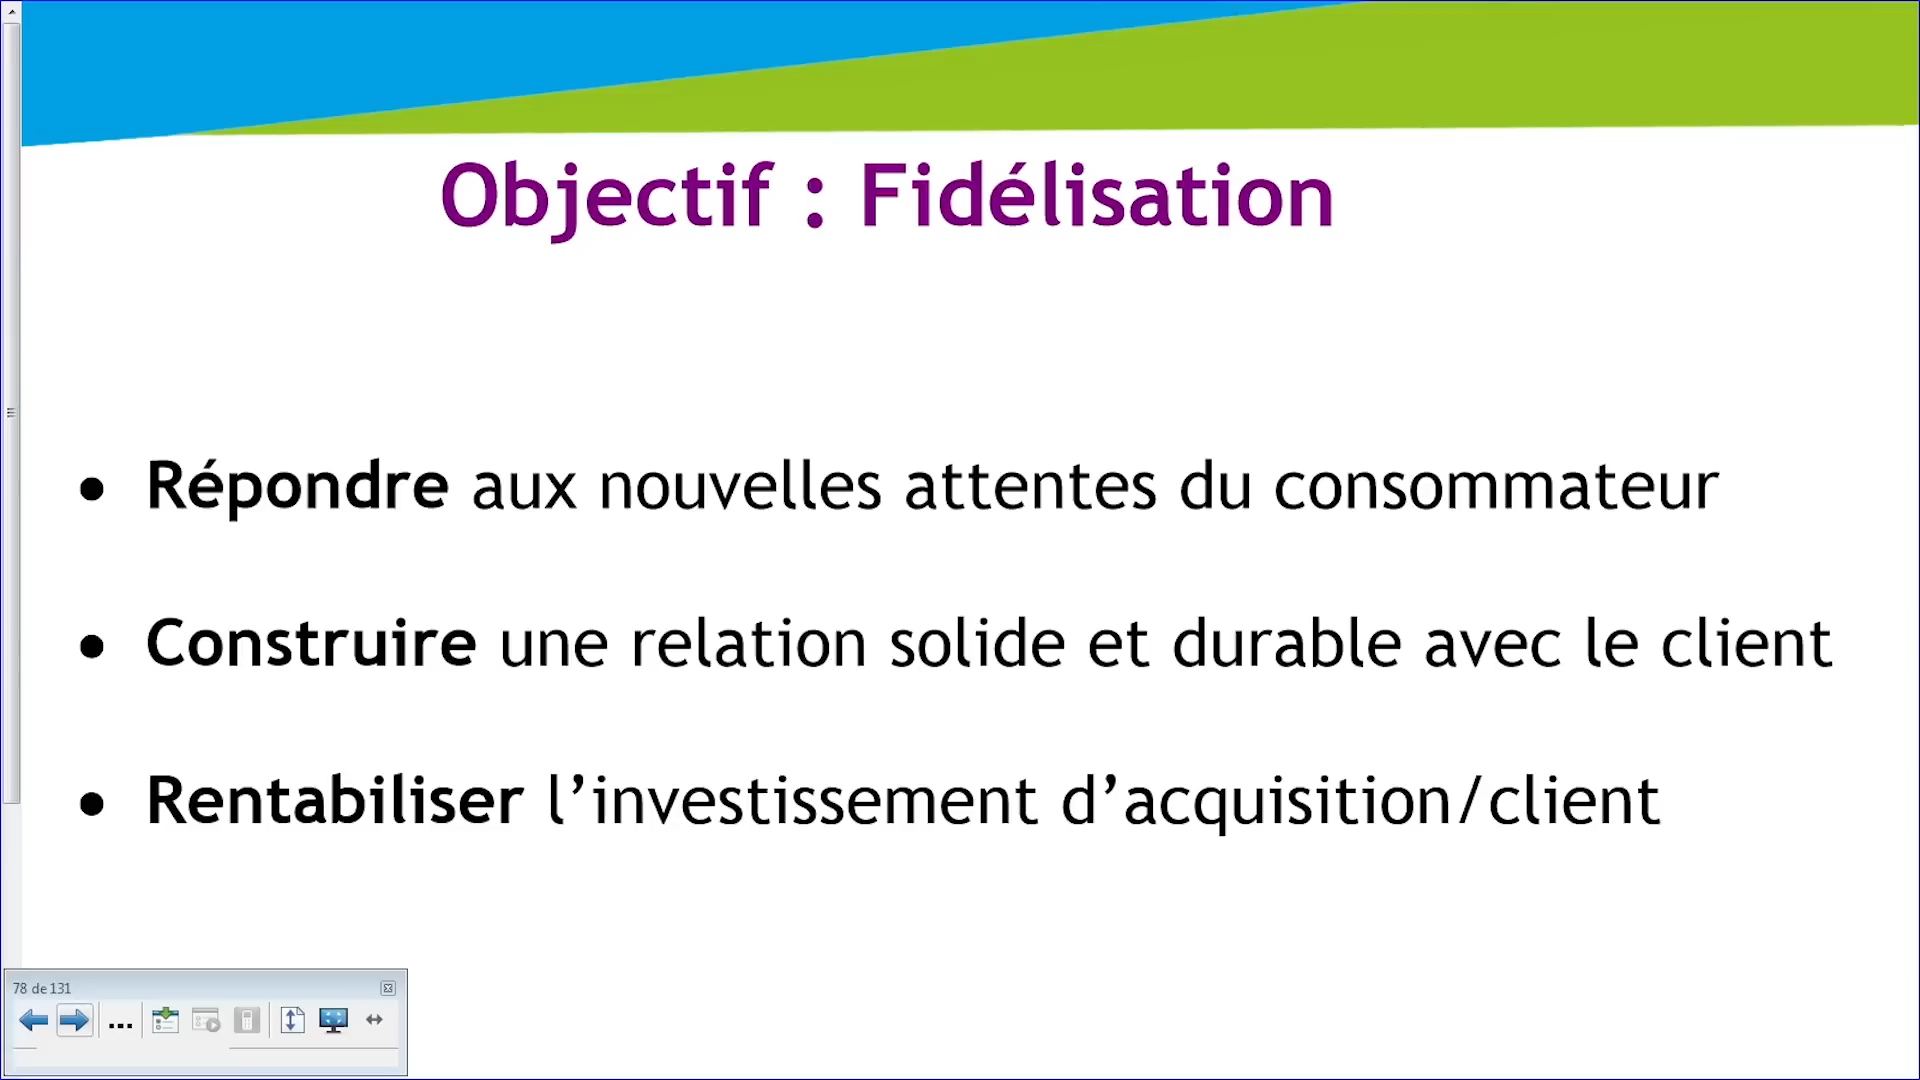 Objectif : Fidélisation
• Répondre aux nouvelles attentes du consommateur
• Construire une relation solide et durable avec le client
• Rentabiliser l’investissement d’acquisition/client
78 de 131
...